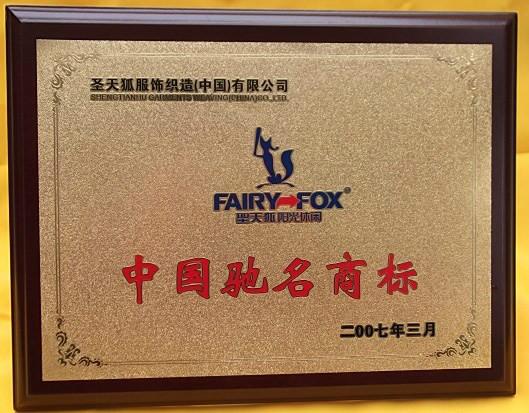 圣天狐服饰织造(中国)有限公司
SHENGTIANHU GARMENTS WEAVING(CHINA)CO.,LTD.
FAIRY FOX®
圣天狐 阳光休闲
中国驰名商标
二00七年三月